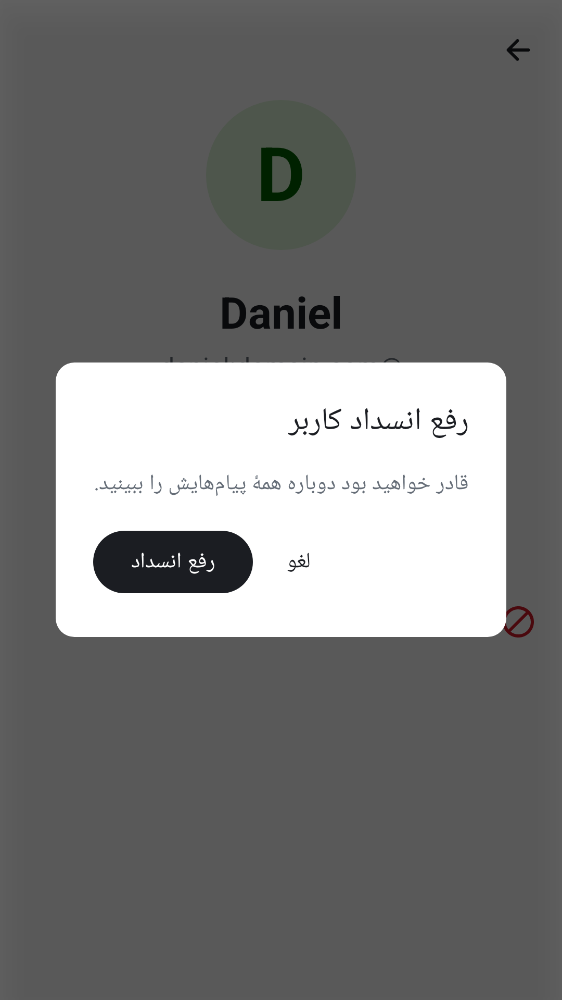 D
Daniel
رفع انسداد کاربر
قادر خواهید بود دوباره همهٔ پیام‌هایش را ببینید.
لغو
رفع انسداد